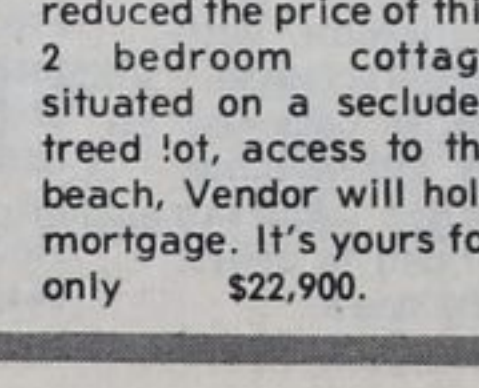 reduced the price of thi
2 bedroom cottag
situated on a seclude
treed !ot, access to th
beach, Vendor will hol
mortgage. It's yours fo
only $22,900.